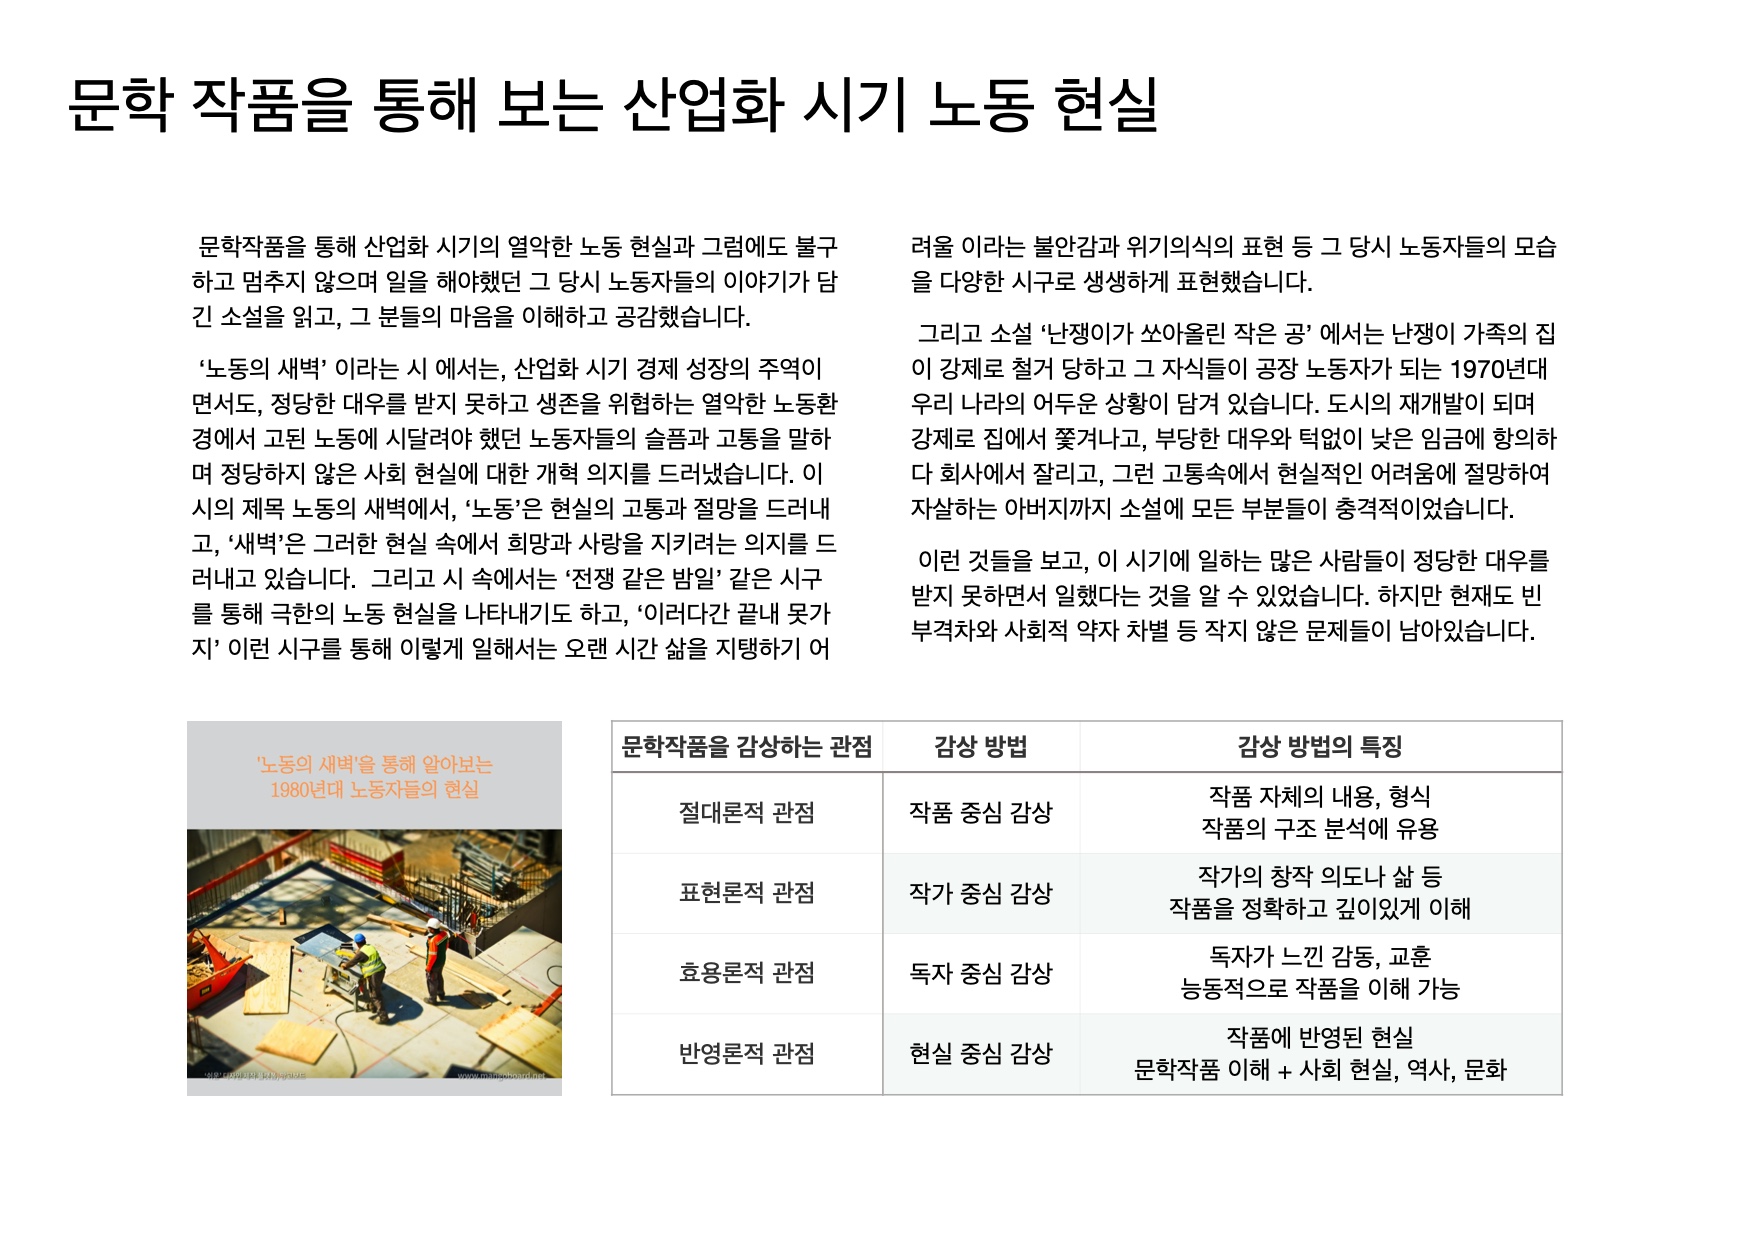 문학 작품을 통해 보는 산업화 시기 노동 현실
문학작품을 통해 산업화 시기의 열악한 노동 현실과 그럼에도 불구
하고 멈추지 않으며 일을 해야했던 그 당시 노동자들의 이야기가 담
긴 소설을 읽고, 그 분들의 마음을 이해하고 공감했습니다.
‘노동의 새벽’ 이라는 시 에서는, 산업화 시기 경제 성장의 주역이
면서도, 정당한 대우를 받지 못하고 생존을 위협하는 열악한 노동환
경에서 고된 노동에 시달려야 했던 노동자들의 슬픔과 고통을 말하
며 정당하지 않은 사회 현실에 대한 개혁 의지를 드러냈습니다. 이
시의 제목 노동의 새벽에서, ‘노동’은 현실의 고통과 절망을 드러내
고, ‘새벽’은 그러한 현실 속에서 희망과 사랑을 지키려는 의지를 드
러내고 있습니다.  그리고 시 속에서는 ‘전쟁 같은 밤일’ 같은 시구
를 통해 극한의 노동 현실을 나타내기도 하고, ‘이러다간 끝내 못가
지’ 이런 시구를 통해 이렇게 일해서는 오랜 시간 삶을 지탱하기 어
려울 이라는 불안감과 위기의식의 표현 등 그 당시 노동자들의 모습
을 다양한 시구로 생생하게 표현했습니다.
그리고 소설 ‘난쟁이가 쏘아올린 작은 공’ 에서는 난쟁이 가족의 집
이 강제로 철거 당하고 그 자식들이 공장 노동자가 되는 1970년대
우리 나라의 어두운 상황이 담겨 있습니다. 도시의 재개발이 되며
강제로 집에서 쫓겨나고, 부당한 대우와 턱없이 낮은 임금에 항의하
다 회사에서 잘리고, 그런 고통속에서 현실적인 어려움에 절망하여
자살하는 아버지까지 소설에 모든 부분들이 충격적이었습니다.
이런 것들을 보고, 이 시기에 일하는 많은 사람들이 정당한 대우를
받지 못하면서 일했다는 것을 알 수 있었습니다. 하지만 현재도 빈
부격차와 사회적 약자 차별 등 작지 않은 문제들이 남아있습니다.
'노동의 새벽'을 통해 알아보는
1980년대 노동자들의 현실
www.mangoboard.net
문학작품을 감상하는 관점 감상 방법 감상 방법의 특징
절대론적 관점 작품 중심 감상 작품 자체의 내용, 형식
작품의 구조 분석에 유용
표현론적 관점 작가 중심 감상 작가의 창작 의도나 삶 등
작품을 정확하고 깊이있게 이해
효용론적 관점 독자 중심 감상 독자가 느낀 감동, 교훈
능동적으로 작품을 이해 가능
반영론적 관점 현실 중심 감상 작품에 반영된 현실
문학작품 이해 + 사회 현실, 역사, 문화